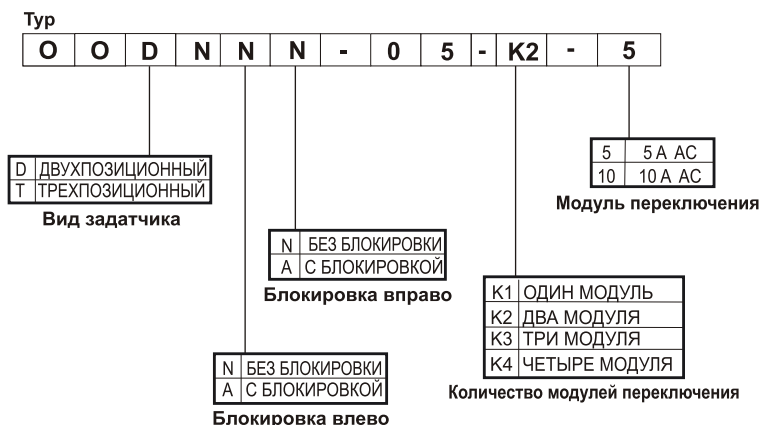 Typ
O O D N N N - 0 5 - K2 - 5
D ДВУХПОЗИЦИОННЫЙ
T ТРЕХПОЗИЦИОННЫЙ
Вид задатчика
5 5 А АС
10 10 А АС
Модуль переключения
N БЕЗ БЛОКИРОВКИ
A С БЛОКИРОВКОЙ
Блокировка вправо
K1 ОДИН МОДУЛЬ
K2 ДВА МОДУЛЯ
K3 ТРИ МОДУЛЯ
K4 ЧЕТЫРЕ МОДУЛЯ
Количество модулей переключения
N БЕЗ БЛОКИРОВКИ
A С БЛОКИРОВКОЙ
Блокировка влево